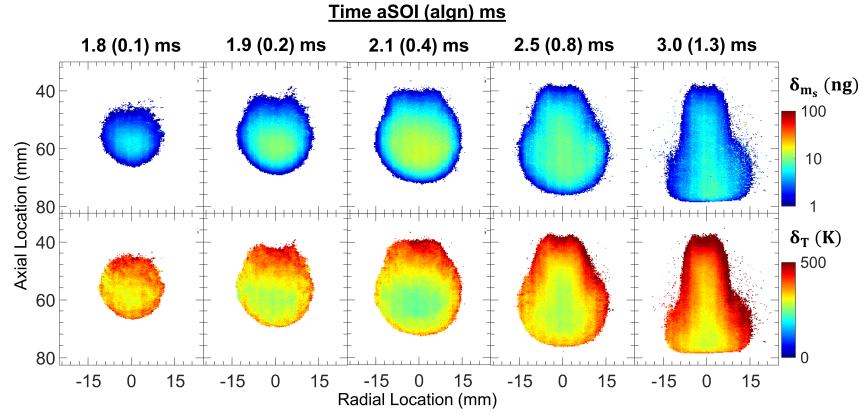 Time aSOI (algn) ms
1.8 (0.1) ms 1.9 (0.2) ms 2.1 (0.4) ms 2.5 (0.8) ms 3.0 (1.3) ms
δmₛ (ng)
40
60
80
100
10
1
δT (K)
40
60
80
500
0
Axial Location (mm)
-15 0 15 -15 0 15 -15 0 15 -15 0 15 -15 0 15
Radial Location (mm)